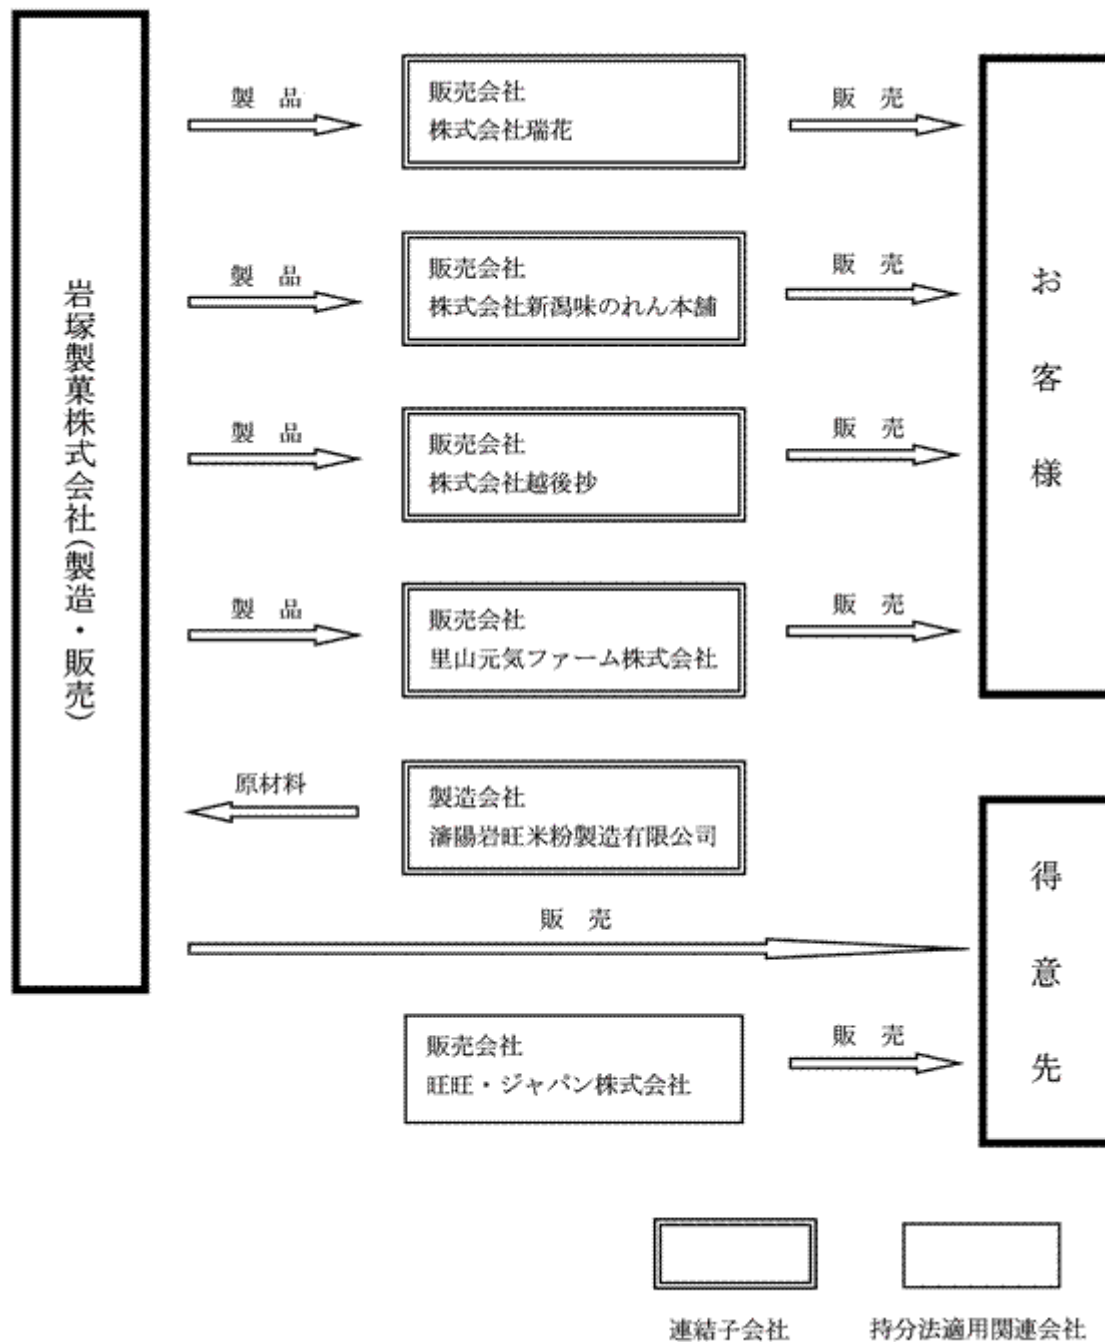 岩塚製菓株式会社(製造・販売)
製 品
販売会社
株式会社瑞花
販 売
製 品
販売会社
株式会社新潟味のれん本舗
販 売
製 品
販売会社
株式会社越後抄
販 売
製 品
販売会社
里山元気ファーム株式会社
販 売
お客様
原材料
製造会社
瀋陽岩旺米粉製造有限公司
販 売
販売会社
旺旺・ジャパン株式会社
販 売
得意先
連結子会社
持分法適用関連会社